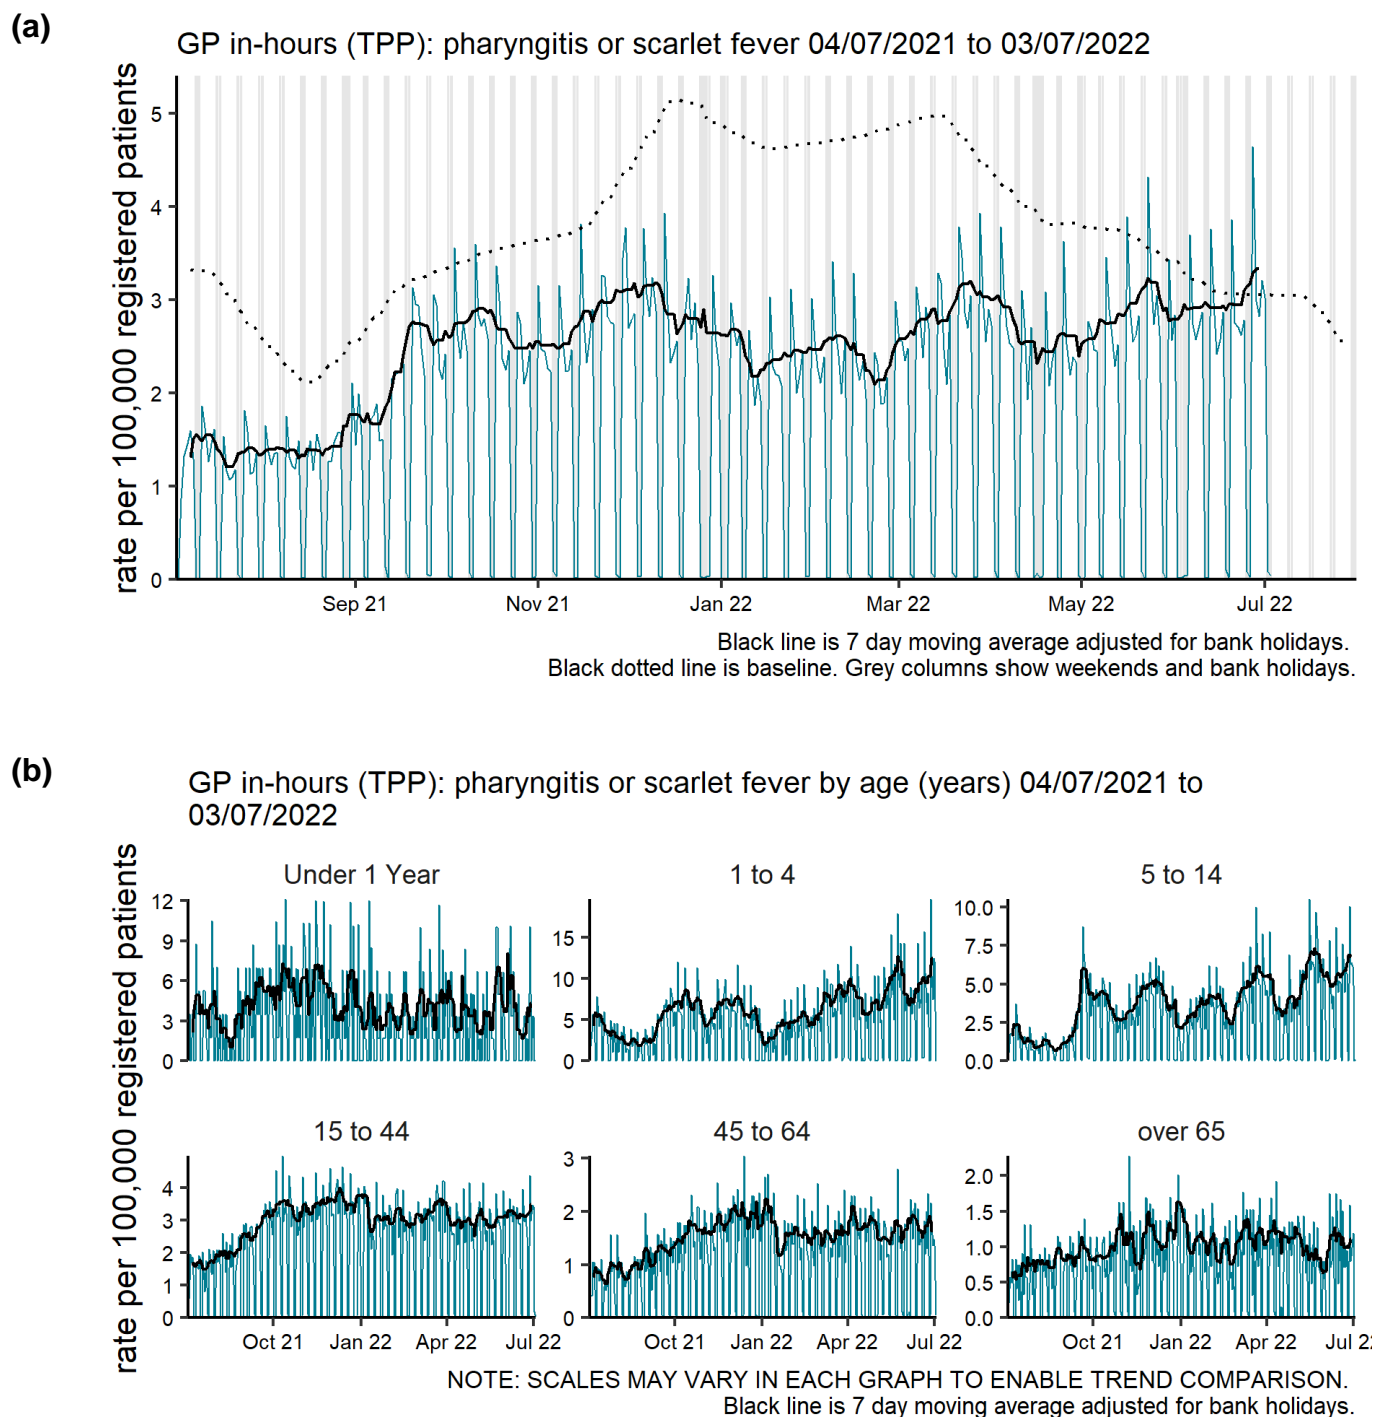 (a)
GP in-hours (TPP): pharyngitis or scarlet fever 04/07/2021 to 03/07/2022
rate per 100,000 registered patients
5
4
3
2
1
0
Sep 21 Nov 21 Jan 22 Mar 22 May 22 Jul 22
Black line is 7 day moving average adjusted for bank holidays.
Black dotted line is baseline. Grey columns show weekends and bank holidays.
(b)
GP in-hours (TPP): pharyngitis or scarlet fever by age (years) 04/07/2021 to
03/07/2022
rate per 100,000 registered patients
Under 1 Year
12
9
6
3
0
1 to 4
15
10
5
0
5 to 14
10.0
7.5
5.0
2.5
0.0
15 to 44
4
3
2
1
0
Oct 21 Jan 22 Apr 22 Jul 22
45 to 64
3
2
1
0
Oct 21 Jan 22 Apr 22 Jul 22
over 65
2.0
1.5
1.0
0.5
0.0
Oct 21 Jan 22 Apr 22 Jul 2
NOTE: SCALES MAY VARY IN EACH GRAPH TO ENABLE TREND COMPARISON.
Black line is 7 day moving average adjusted for bank holidays.